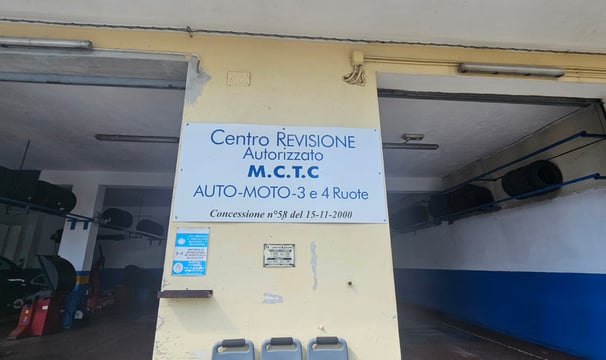 Centro REVISIONE
Autorizzato
M.C.T.C
AUTO-MOTO-3 e 4 Ruote
Concessione n°58 del 15-11-2000